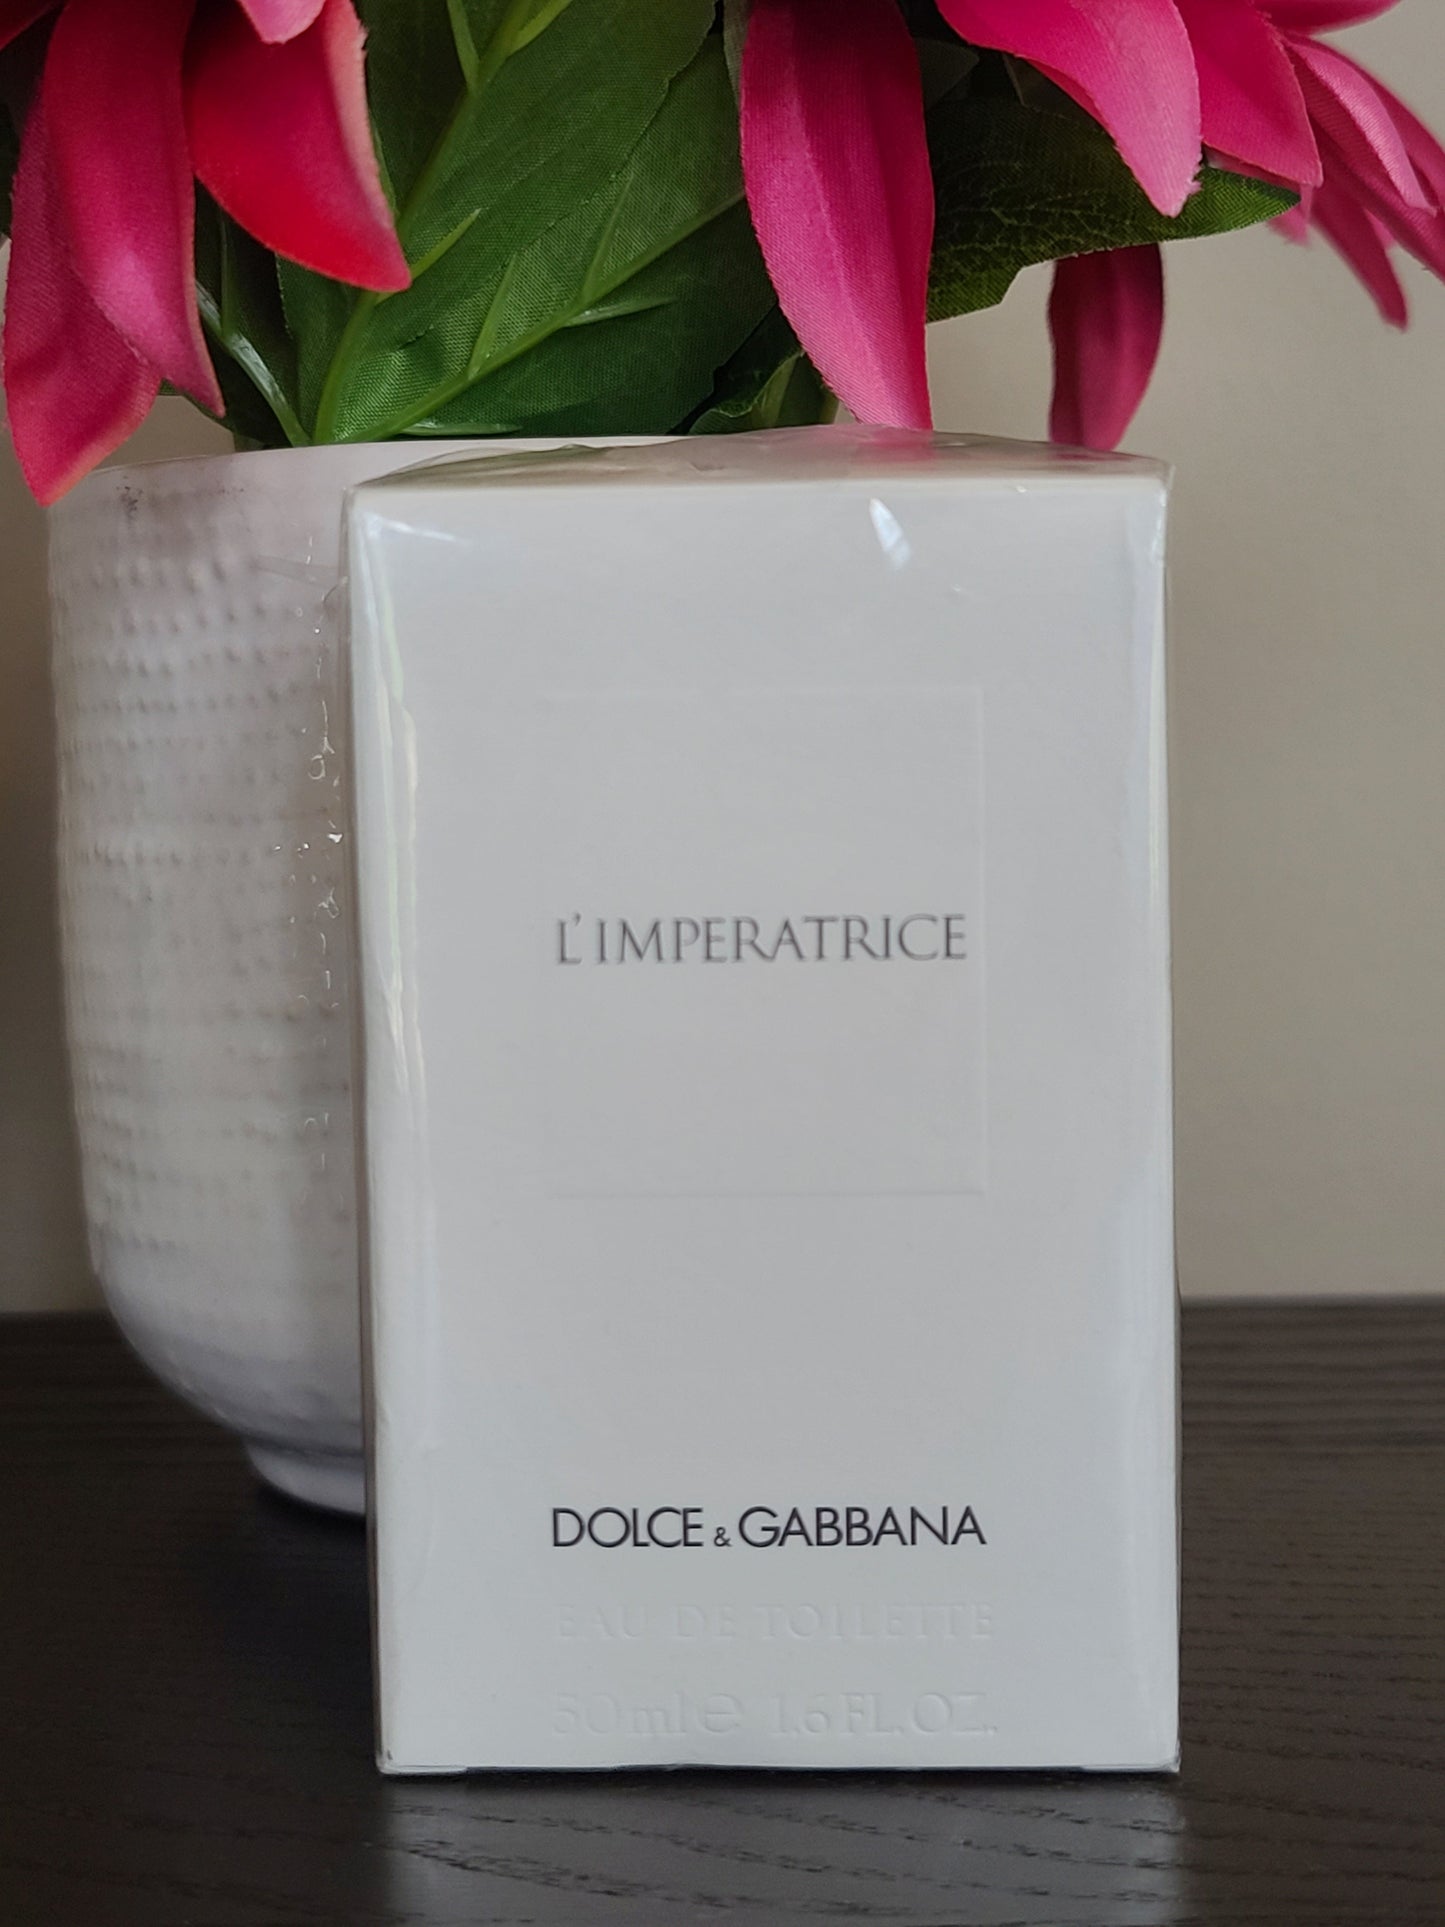 L'IMPERATRICE
DOLCE & GABBANA
EAU DE TOILETTE
50ml e 1.6 FL.OZ.